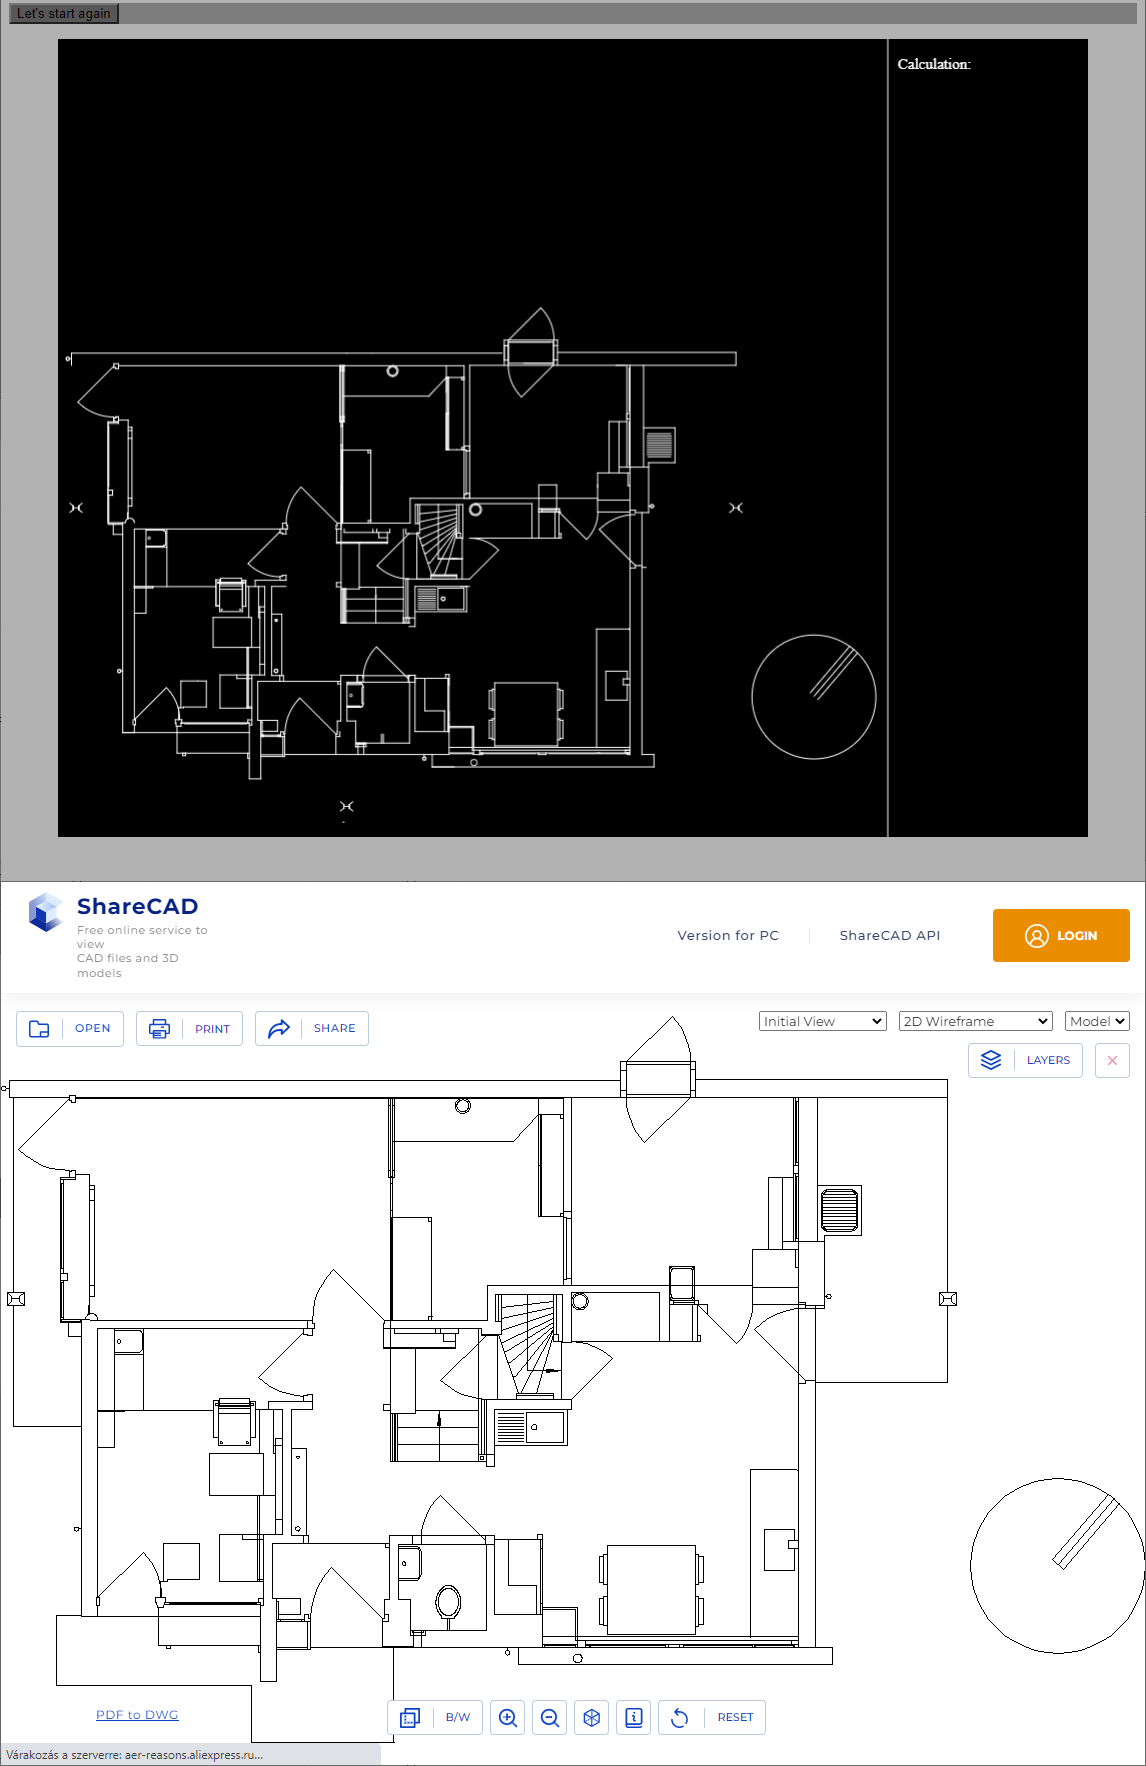 Let's start again
Calculation:
ShareCAD
Free online service to
view
CAD files and 3D
models
Version for PC
ShareCAD API
LOGIN
OPEN
PRINT
SHARE
Initial View
2D Wireframe
Model
LAYERS
PDF to DWG
B/W
RESET
Várakozás a szerverre: aer-reasons.aliexpress.ru...